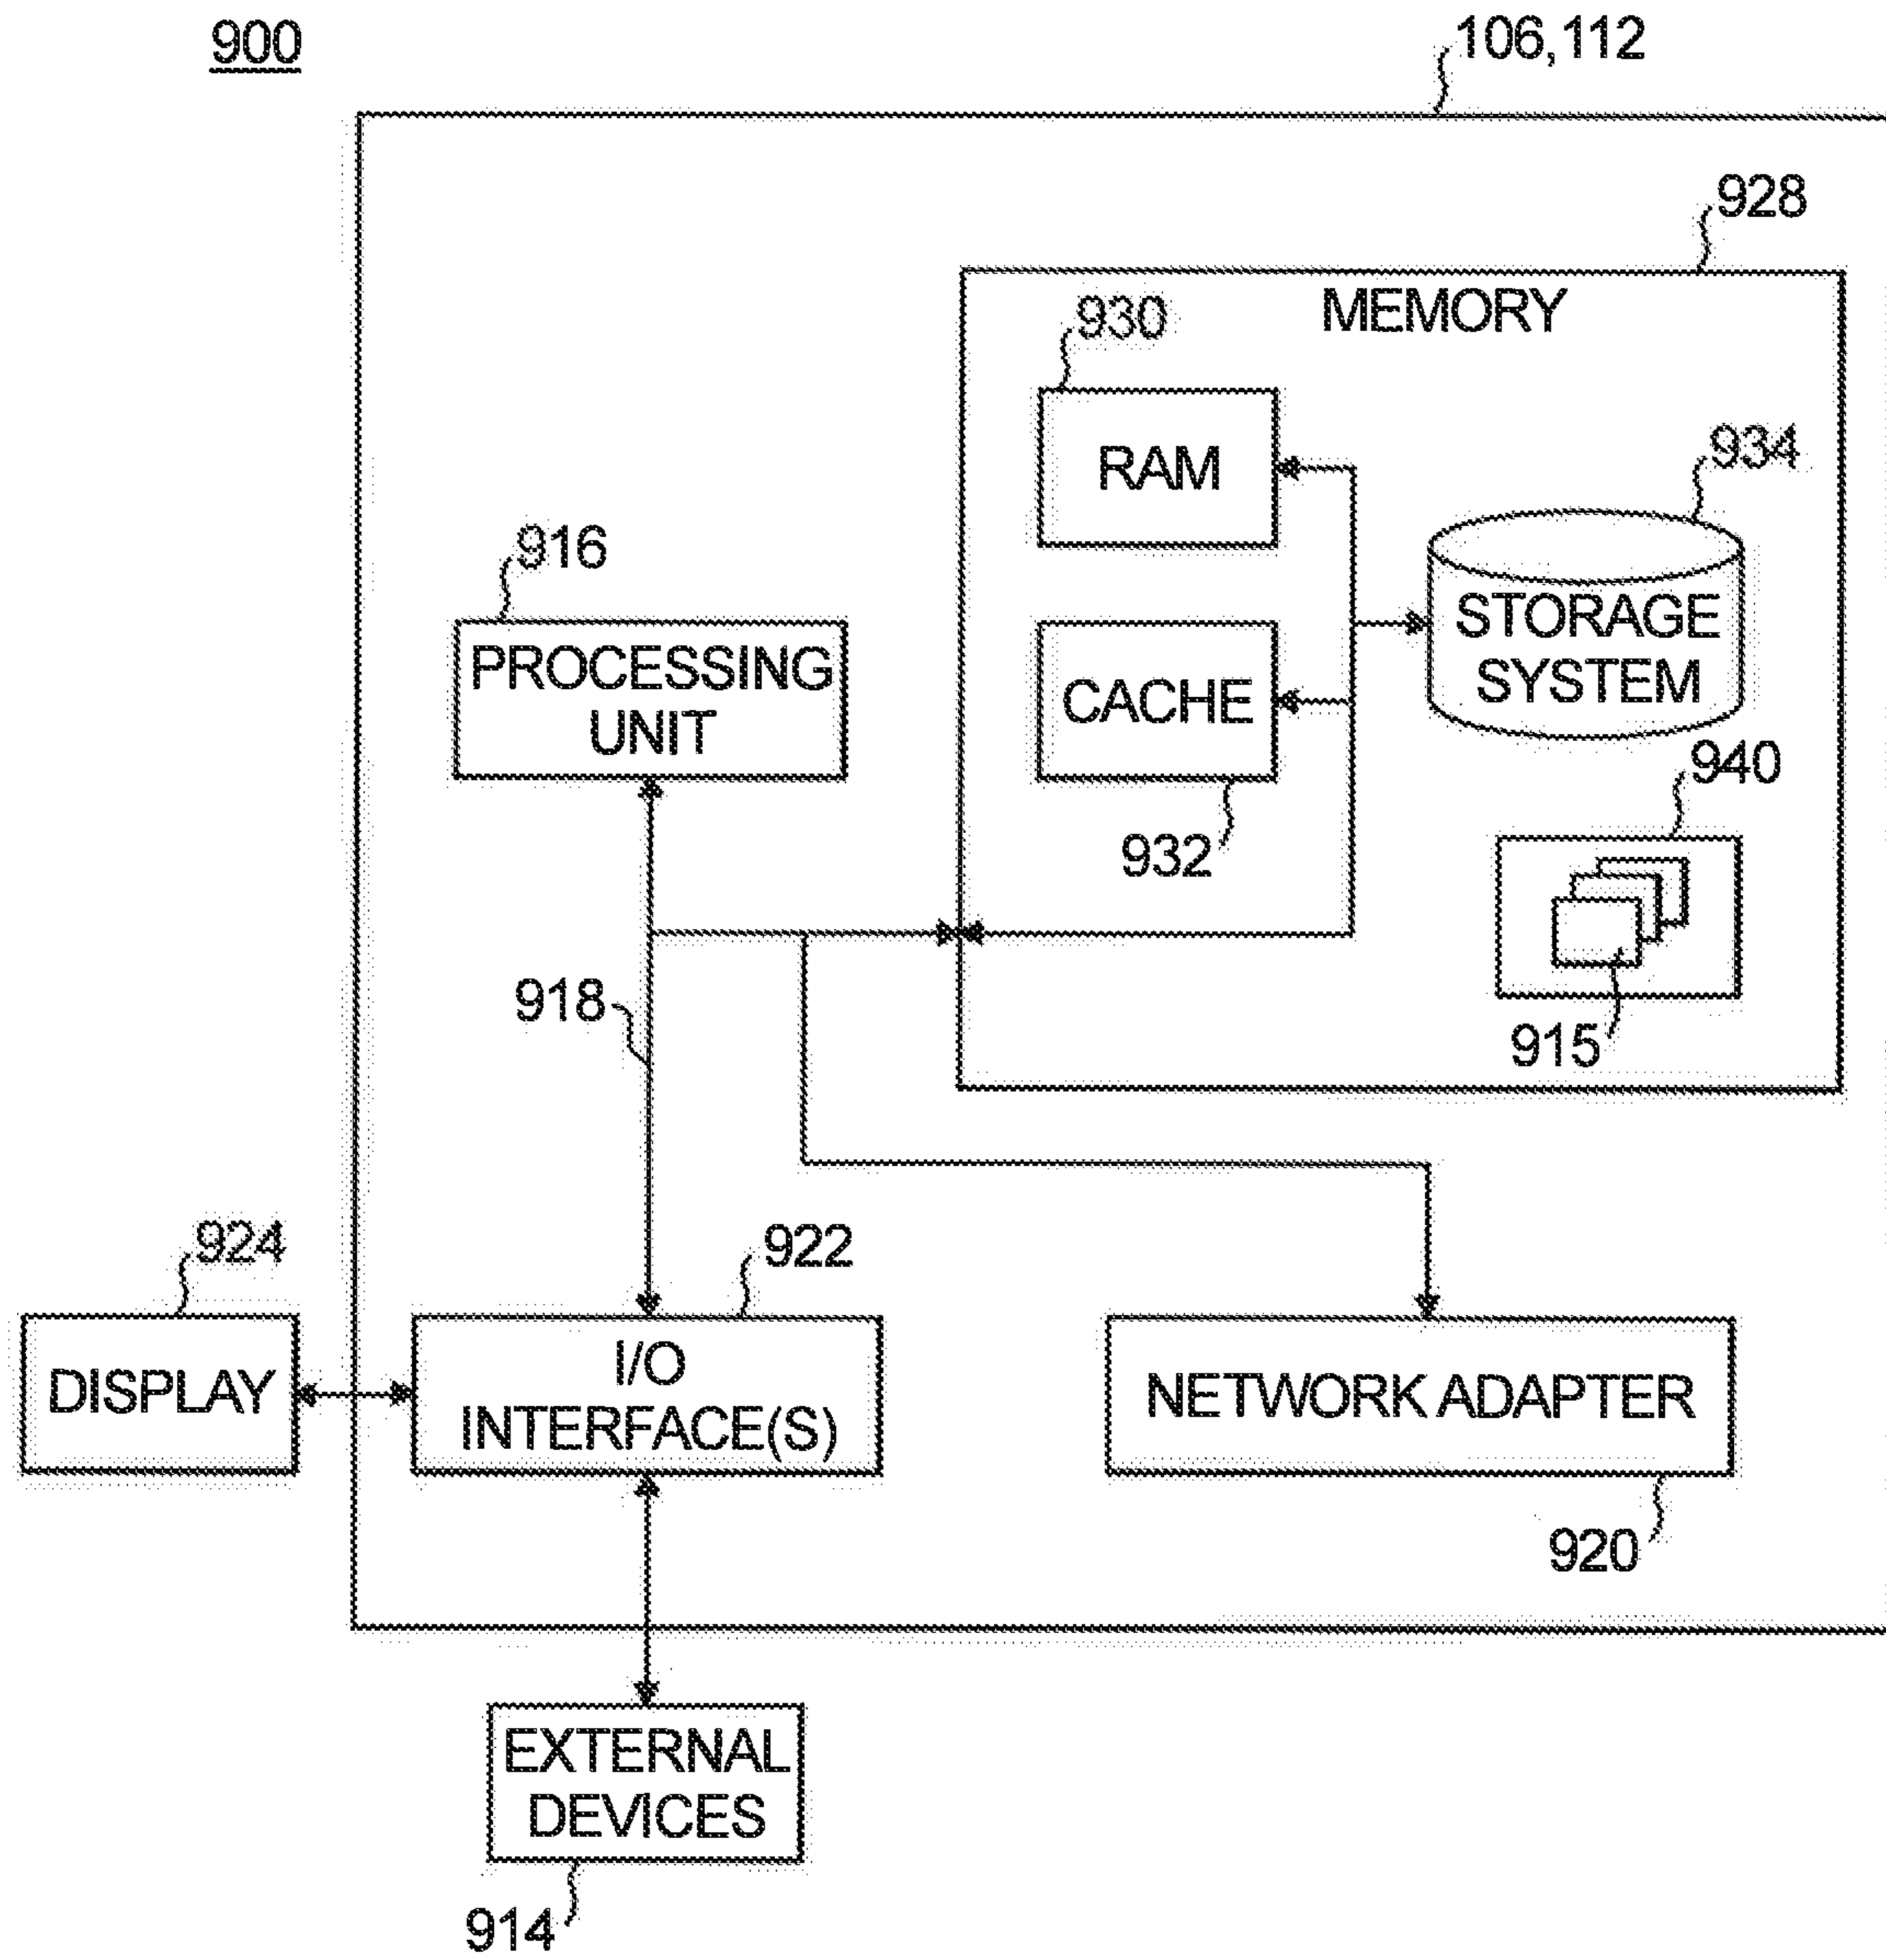 900
106,112
928
MEMORY
930
RAM
934
STORAGE
SYSTEM
916
PROCESSING
UNIT
CACHE
932
940
915
918
924
DISPLAY
922
I/O
INTERFACE(S)
NETWORK ADAPTER
920
EXTERNAL
DEVICES
914